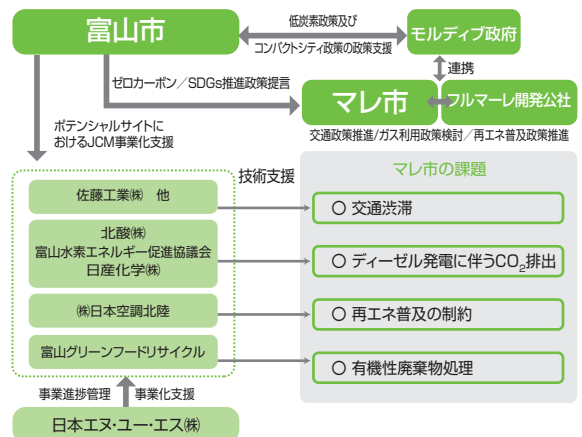 富山市
低炭素政策及び
コンパクトシティ政策の政策支援
モルディブ政府
連携
ゼロカーボン／SDGs推進政策提言
マレ市
フルマーレ開発公社
交通政策推進/ガス利用政策検討/再エネ普及政策推進
ポテンシャルサイトに
おけるJCM事業化支援
技術支援
マレ市の課題
佐藤工業㈱　他
〇 交通渋滞
北酸㈱
富山水素エネルギー促進協議会
日産化学㈱
〇 ディーゼル発電に伴うCO₂排出
㈱日本空調北陸
〇 再エネ普及の制約
富山グリーンフードリサイクル
〇 有機性廃棄物処理
事業進捗管理
事業化支援
日本エヌ・ユー・エス㈱